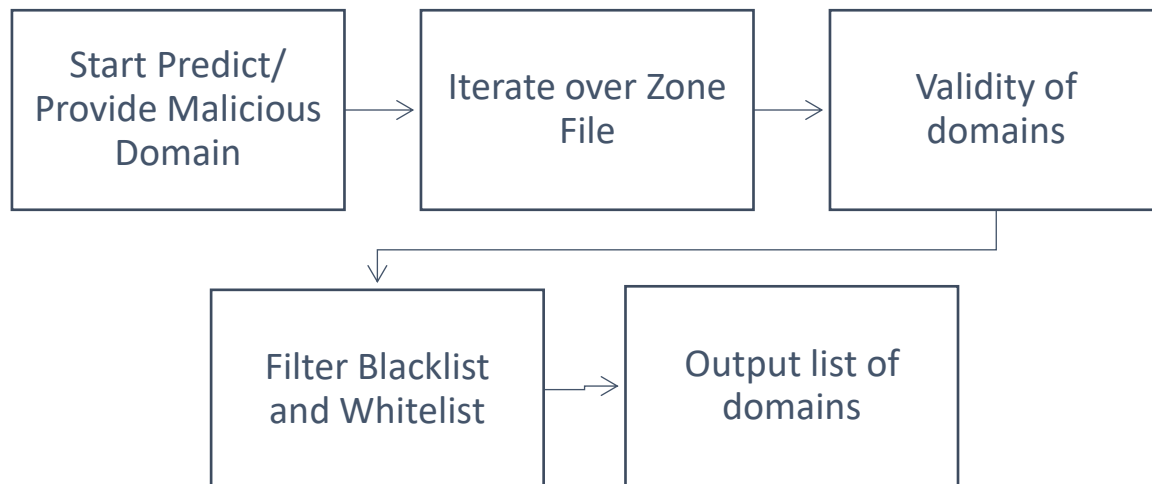 Start Predict/
Provide Malicious
Domain
Iterate over Zone
File
Validity of
domains
Filter Blacklist
and Whitelist
Output list of
domains